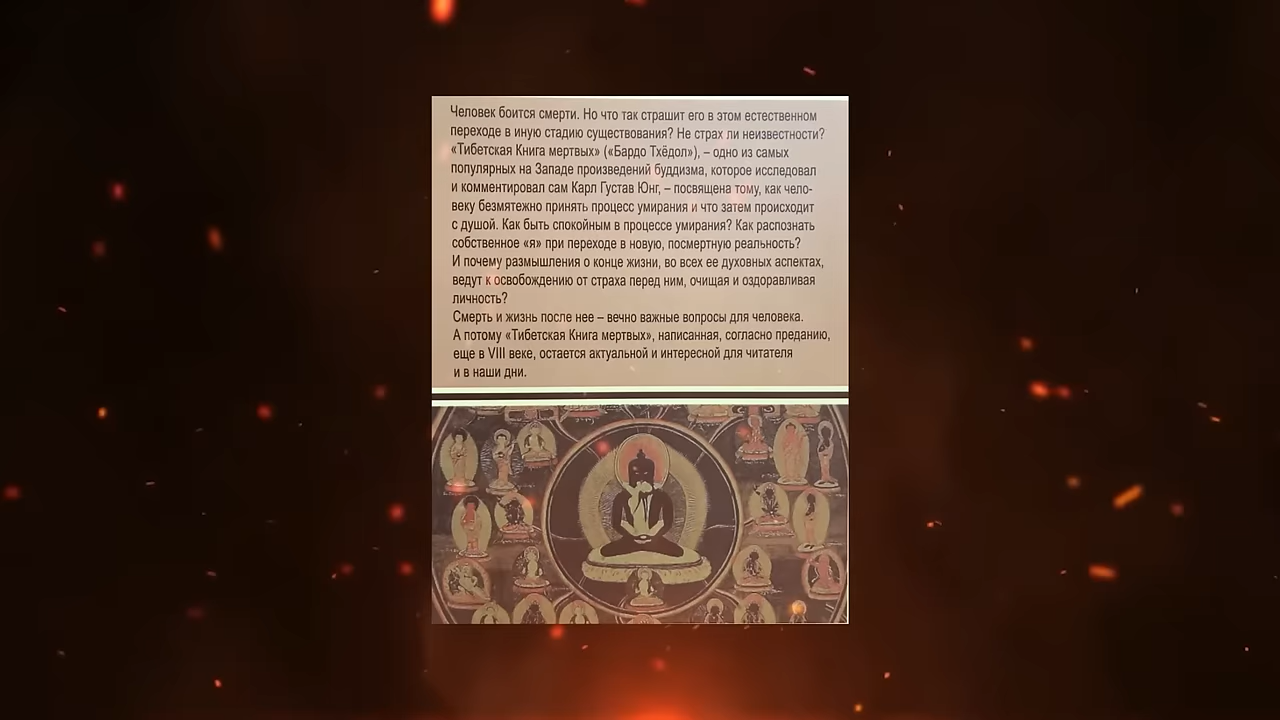 Человек боится смерти. Но что так страшит его в этом естественном
переходе в иную стадию существования? Не страх ли неизвестности?
«Тибетская Книга мертвых» («Бардо Тхёдол»), – одно из самых
популярных на Западе произведений буддизма, которое исследовал
и комментировал сам Карл Густав Юнг, – посвящена тому, как чело-
веку безмятежно принять процесс умирания и что затем происходит
с душой. Как быть спокойным в процессе умирания? Как распознать
собственное «я» при переходе в новую, посмертную реальность?
И почему размышления о конце жизни, во всех ее духовных аспектах,
ведут к освобождению от страха перед ним, очищая и оздоравливая
личность?
Смерть и жизнь после нее – вечно важные вопросы для человека.
А потому «Тибетская Книга мертвых», написанная, согласно преданию,
еще в VIII веке, остается актуальной и интересной для читателя
и в наши дни.